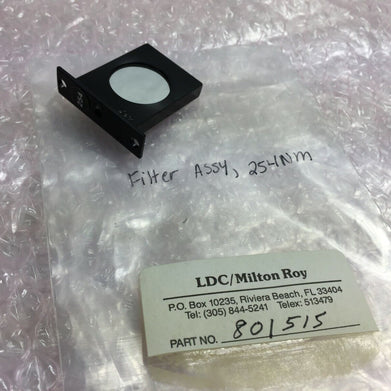 254
Filter Assy, 254Nm
LDC/Milton Roy
P.O. Box 10235, Riviera Beach, FL 33404
Tel: (305) 844-5241 Telex: 513479
PART NO. 801515